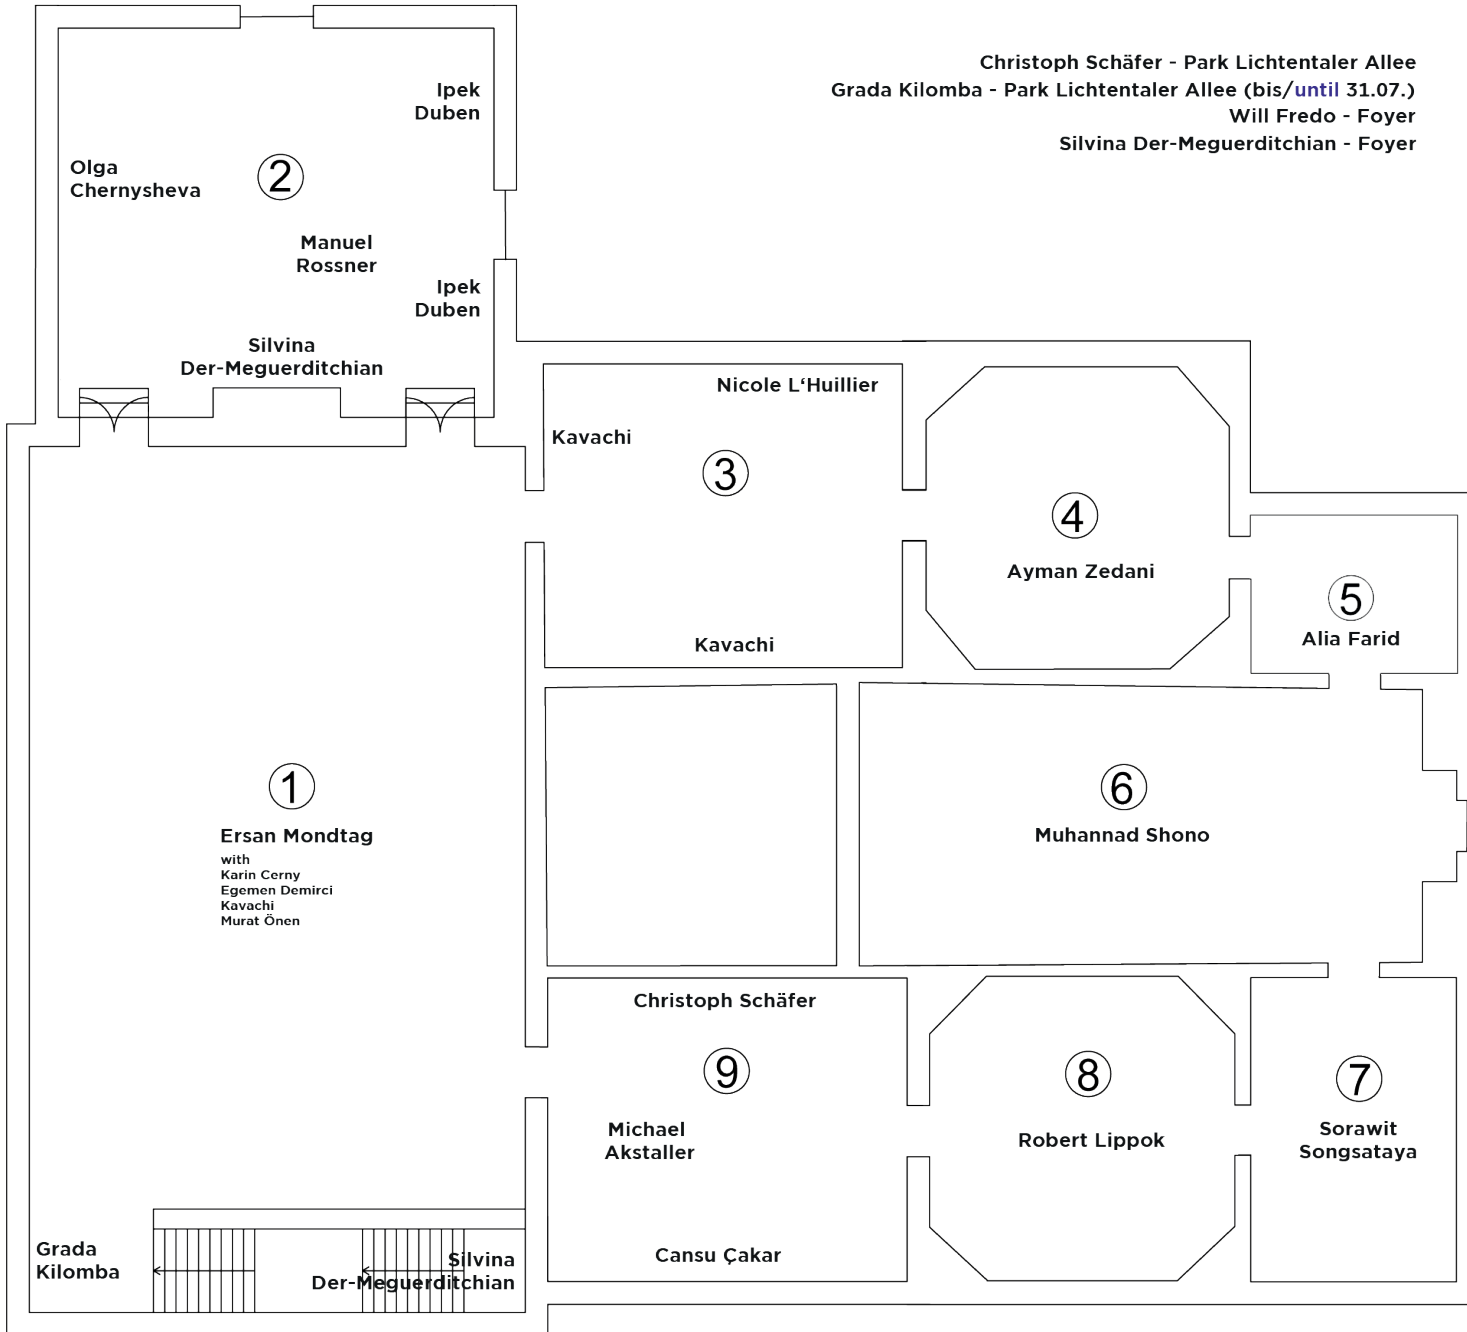 Christoph Schäfer - Park Lichtentaler Allee
Grada Kilomba - Park Lichtentaler Allee (bis/until 31.07.)
Will Fredo - Foyer
Silvina Der-Meguerditchian - Foyer
Ipek
Duben
Olga
Chernysheva
2
Manuel
Rossner
Ipek
Duben
Silvina
Der-Meguerditchian
Nicole L‘Huillier
Kavachi
3
Kavachi
4
Ayman Zedani
5
Alia Farid
1
Ersan Mondtag
with
Karin Cerny
Egemen Demirci
Kavachi
Murat Önen
6
Muhannad Shono
Christoph Schäfer
9
Michael
Akstaller
Cansu Çakar
8
Robert Lippok
7
Sorawit
Songsataya
Grada
Kilomba
Silvina
Der-Meguerditchian